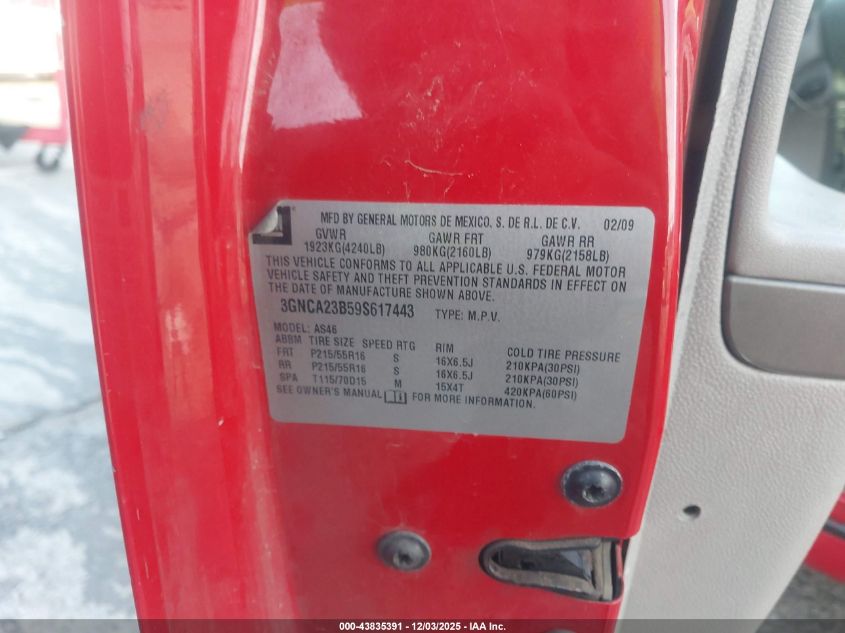 MFD BY GENERAL MOTORS DE MEXICO, S. DE R.L. DE C.V. 02/09
GVWR GAWR FRT GAWR RR
1923KG(4240LB) 980KG(2160LB) 979KG(2158LB)
THIS VEHICLE CONFORMS TO ALL APPLICABLE U.S. FEDERAL MOTOR
VEHICLE SAFETY AND THEFT PREVENTION STANDARDS IN EFFECT ON
THE DATE OF MANUFACTURE SHOWN ABOVE.
3GNCA23B59S617443 TYPE: M.P.V.
MODEL: AS46
ABBM TIRE SIZE SPEED RTG RIM COLD TIRE PRESSURE
FRT P215/55R16 S 16X6.5J 210KPA(30PSI)
RR P215/55R16 S 16X6.5J 210KPA(30PSI)
SPA T115/70D15 M 15X4T 420KPA(60PSI)
SEE OWNER'S MANUAL FOR MORE INFORMATION.
000-43835391 - 12/03/2025 - IAA Inc.